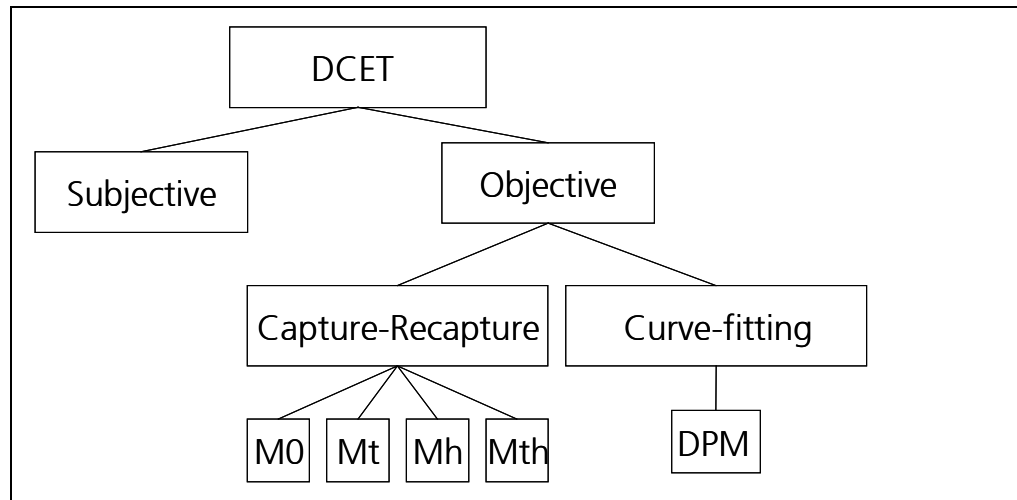 DCET
Subjective
Objective
Capture-Recapture
Curve-fitting
M0
Mt
Mh
Mth
DPM